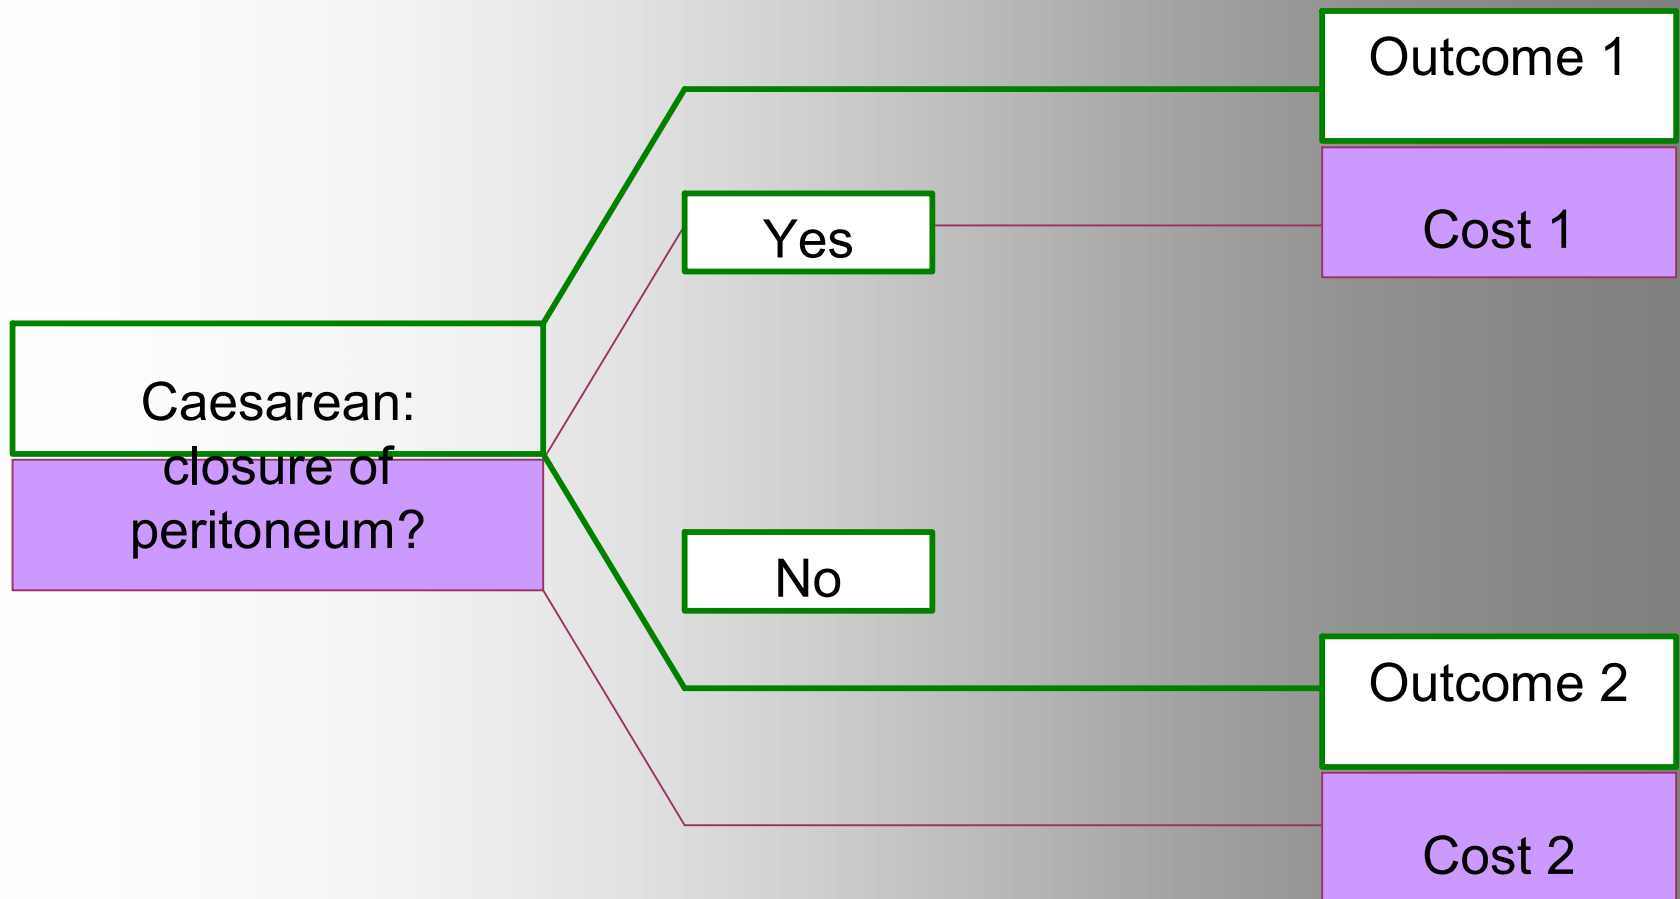 Outcome 1
Yes
Cost 1
Caesarean:
closure of
peritoneum?
No
Outcome 2
Cost 2